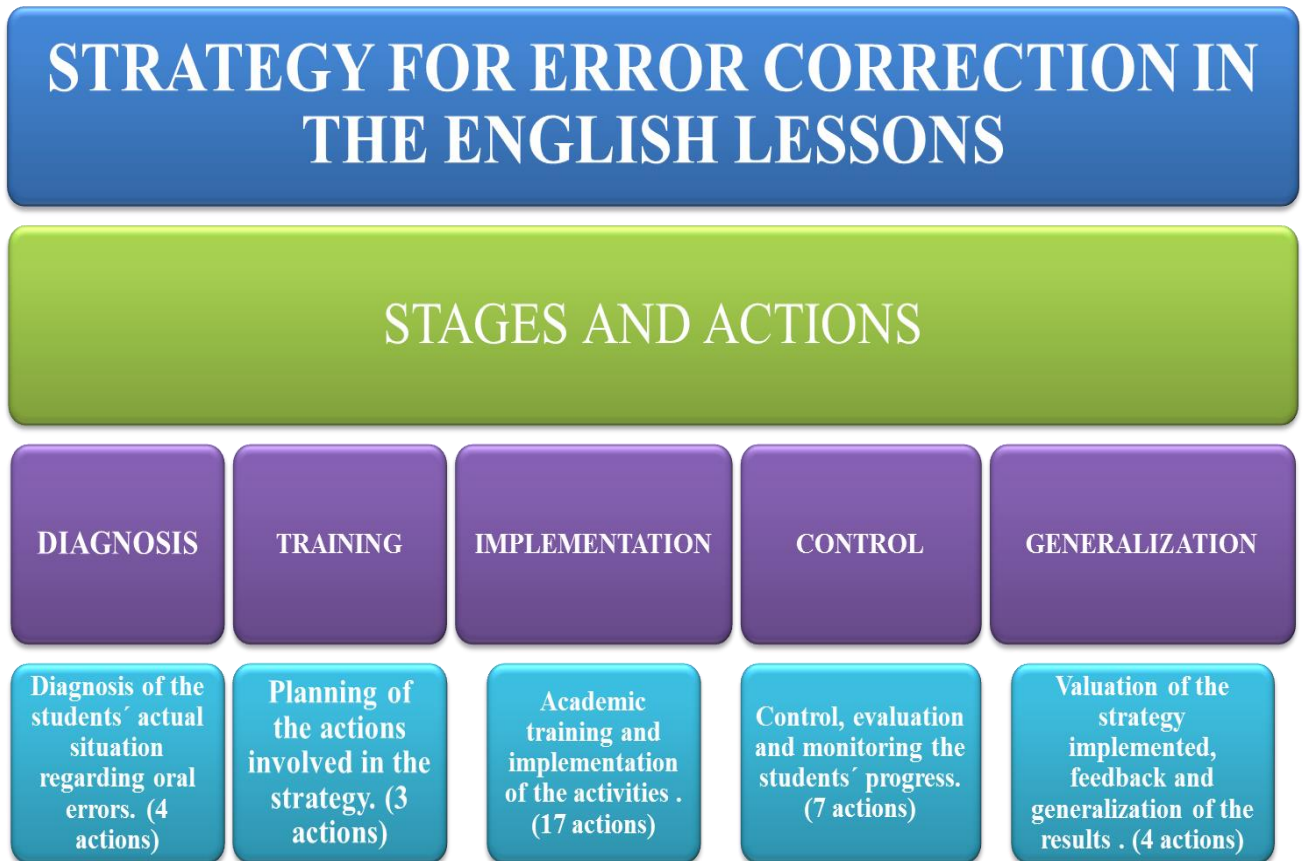 STRATEGY FOR ERROR CORRECTION IN
THE ENGLISH LESSONS
STAGES AND ACTIONS
DIAGNOSIS
TRAINING
IMPLEMENTATION
CONTROL
GENERALIZATION
Diagnosis of the
students´ actual
situation
regarding oral
errors. (4
actions)
Planning of
the actions
involved in the
strategy. (3
actions)
Academic
training and
implementation
of the activities .
(17 actions)
Control, evaluation
and monitoring the
students´ progress.
(7 actions)
Valuation of the
strategy
implemented,
feedback and
generalization of the
results . (4 actions)